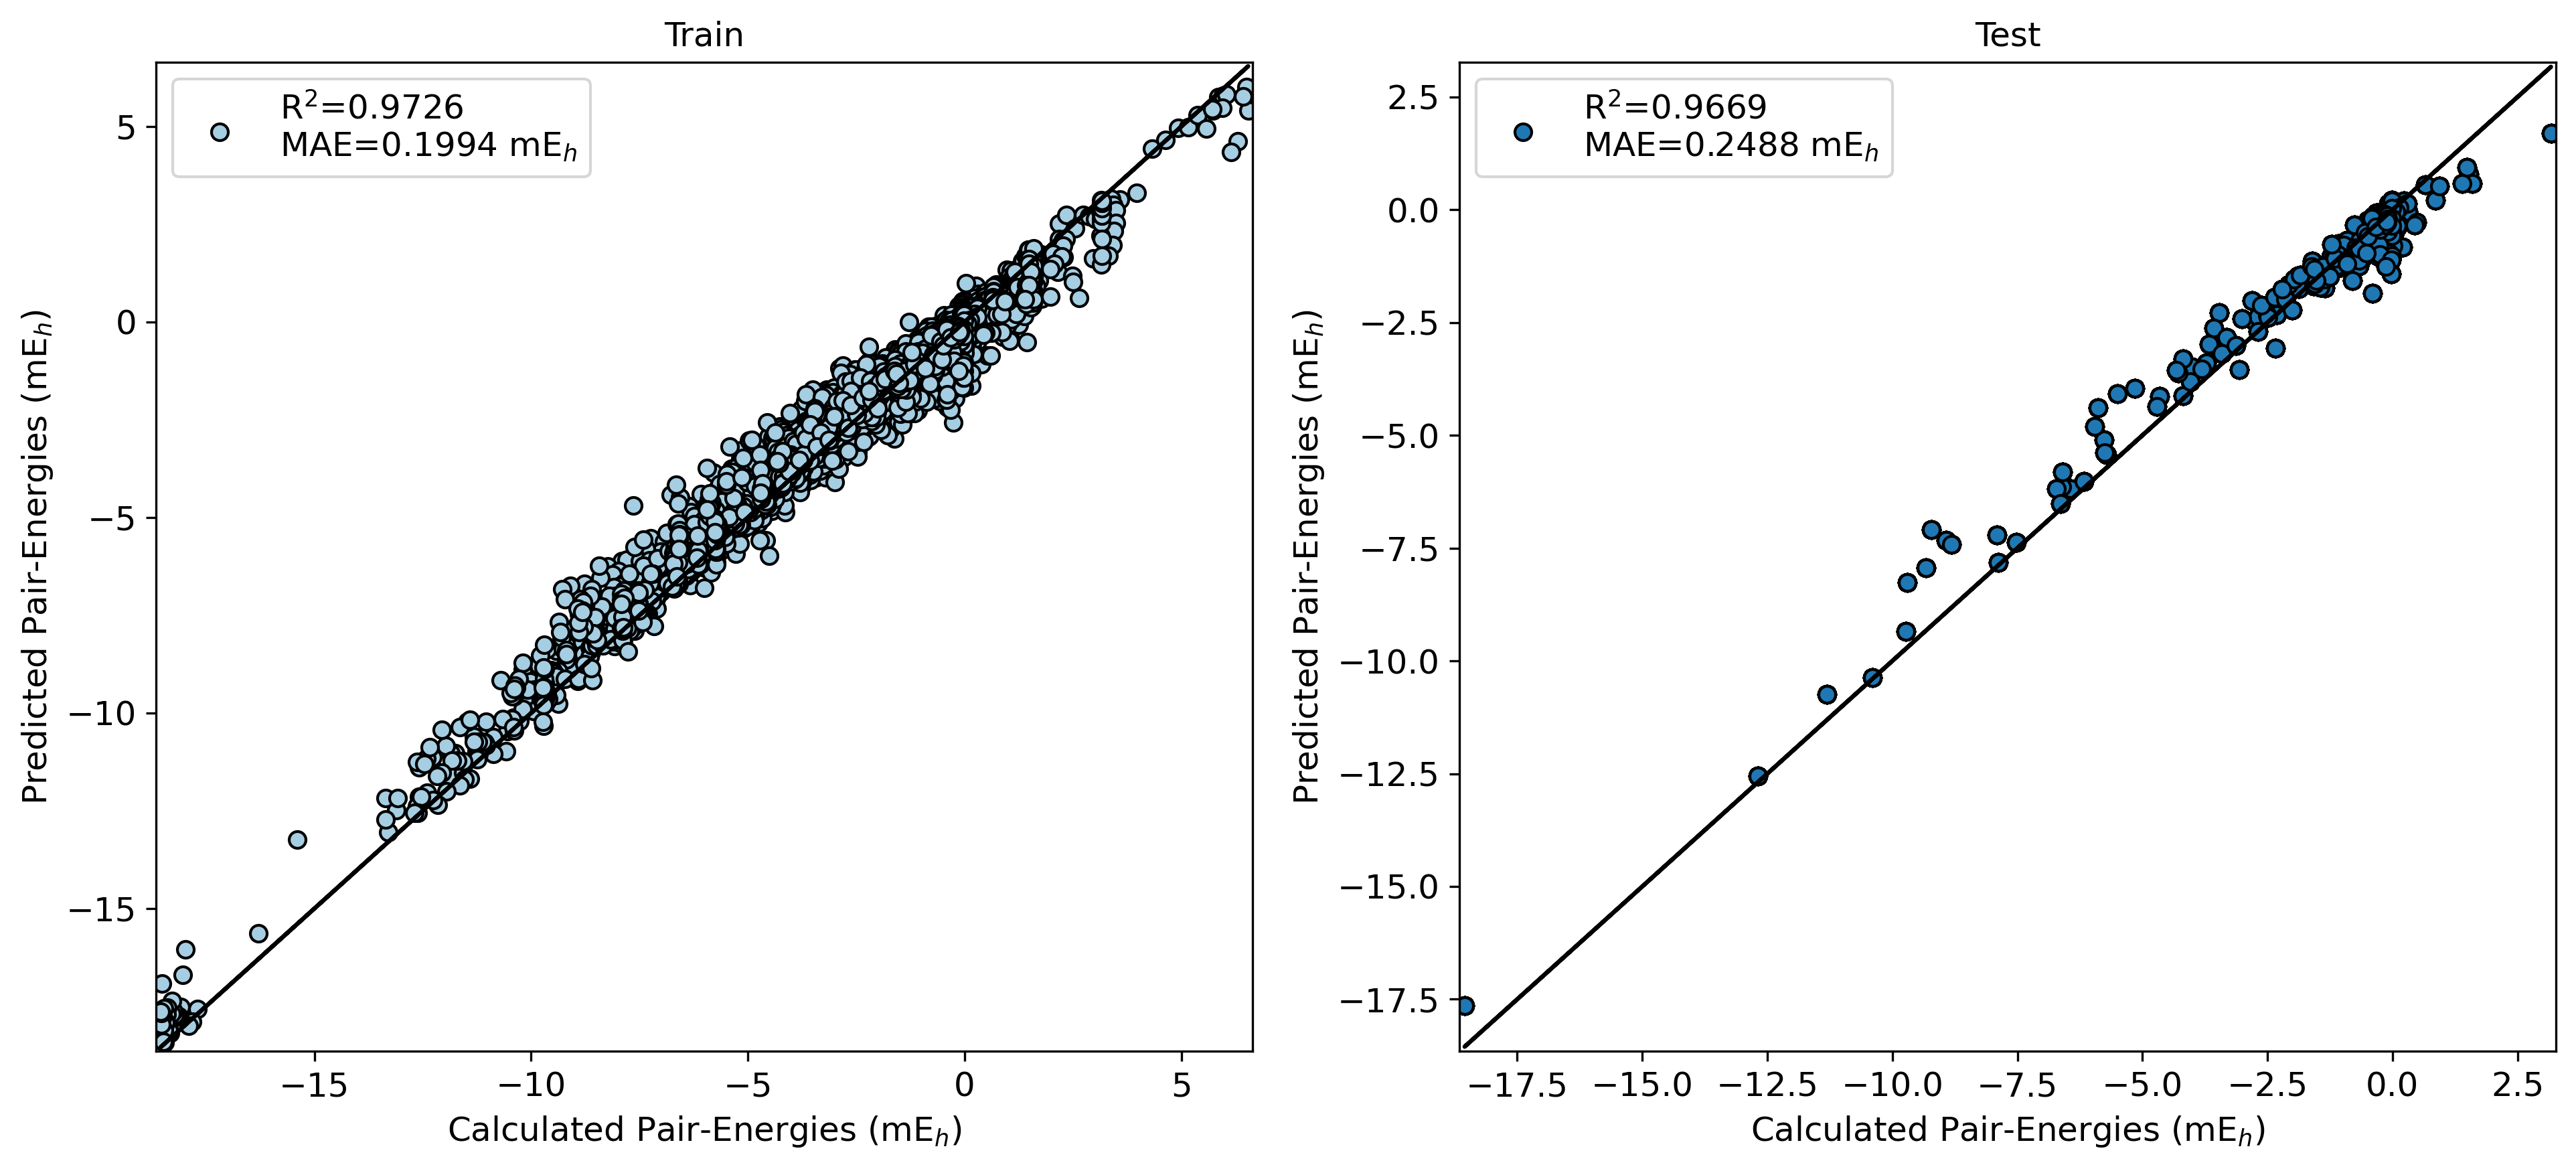 Train
R²=0.9726
MAE=0.1994 mEₕ
5
0
−5
−10
−15
Predicted Pair-Energies (mEₕ)
−15 −10 −5 0 5
Calculated Pair-Energies (mEₕ)
Test
R²=0.9669
MAE=0.2488 mEₕ
2.5
0.0
−2.5
−5.0
−7.5
−10.0
−12.5
−15.0
−17.5
Predicted Pair-Energies (mEₕ)
−17.5 −15.0 −12.5 −10.0 −7.5 −5.0 −2.5 0.0 2.5
Calculated Pair-Energies (mEₕ)